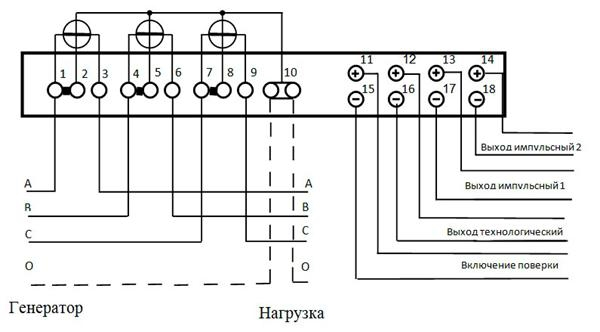 1 2 3 4 5 6 7 8 9 10
11 12 13 14
+ + + +
15 16 17 18
− − − −
Выход импульсный 2
A A
Выход импульсный 1
B B
C C
Выход технологический
O O
Включение поверки
Генератор
Нагрузка